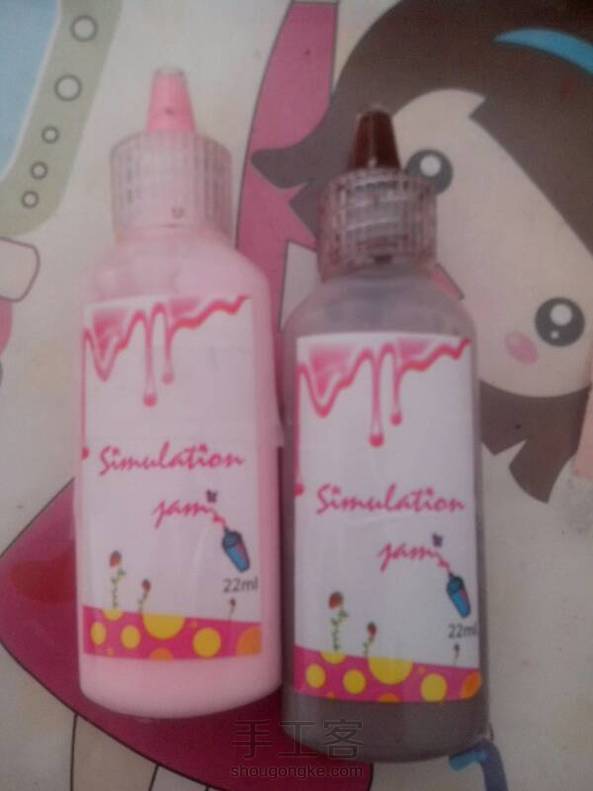 Simulation
jam
22ml
Simulation
jam
22ml
手工客
shougongke.com